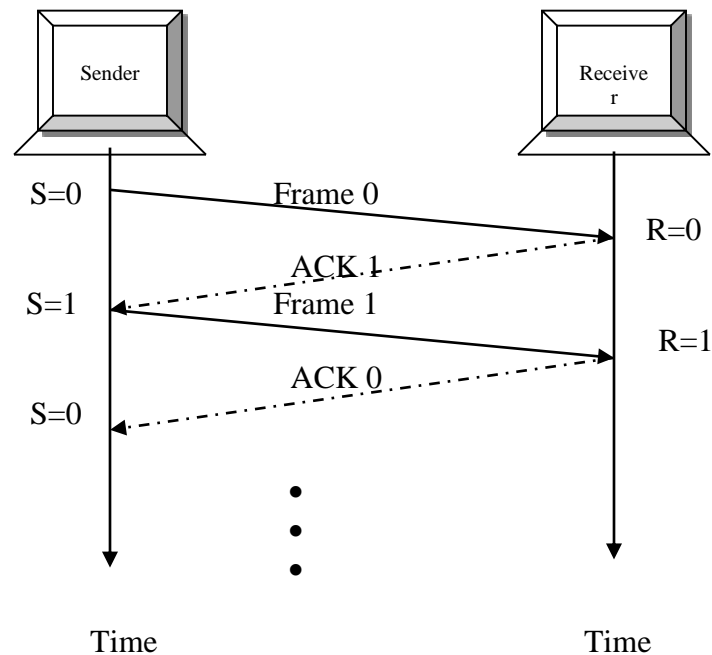 Sender
Receive
r
S=0
Frame 0
R=0
ACK 1
S=1
Frame 1
R=1
ACK 0
S=0
Time
Time